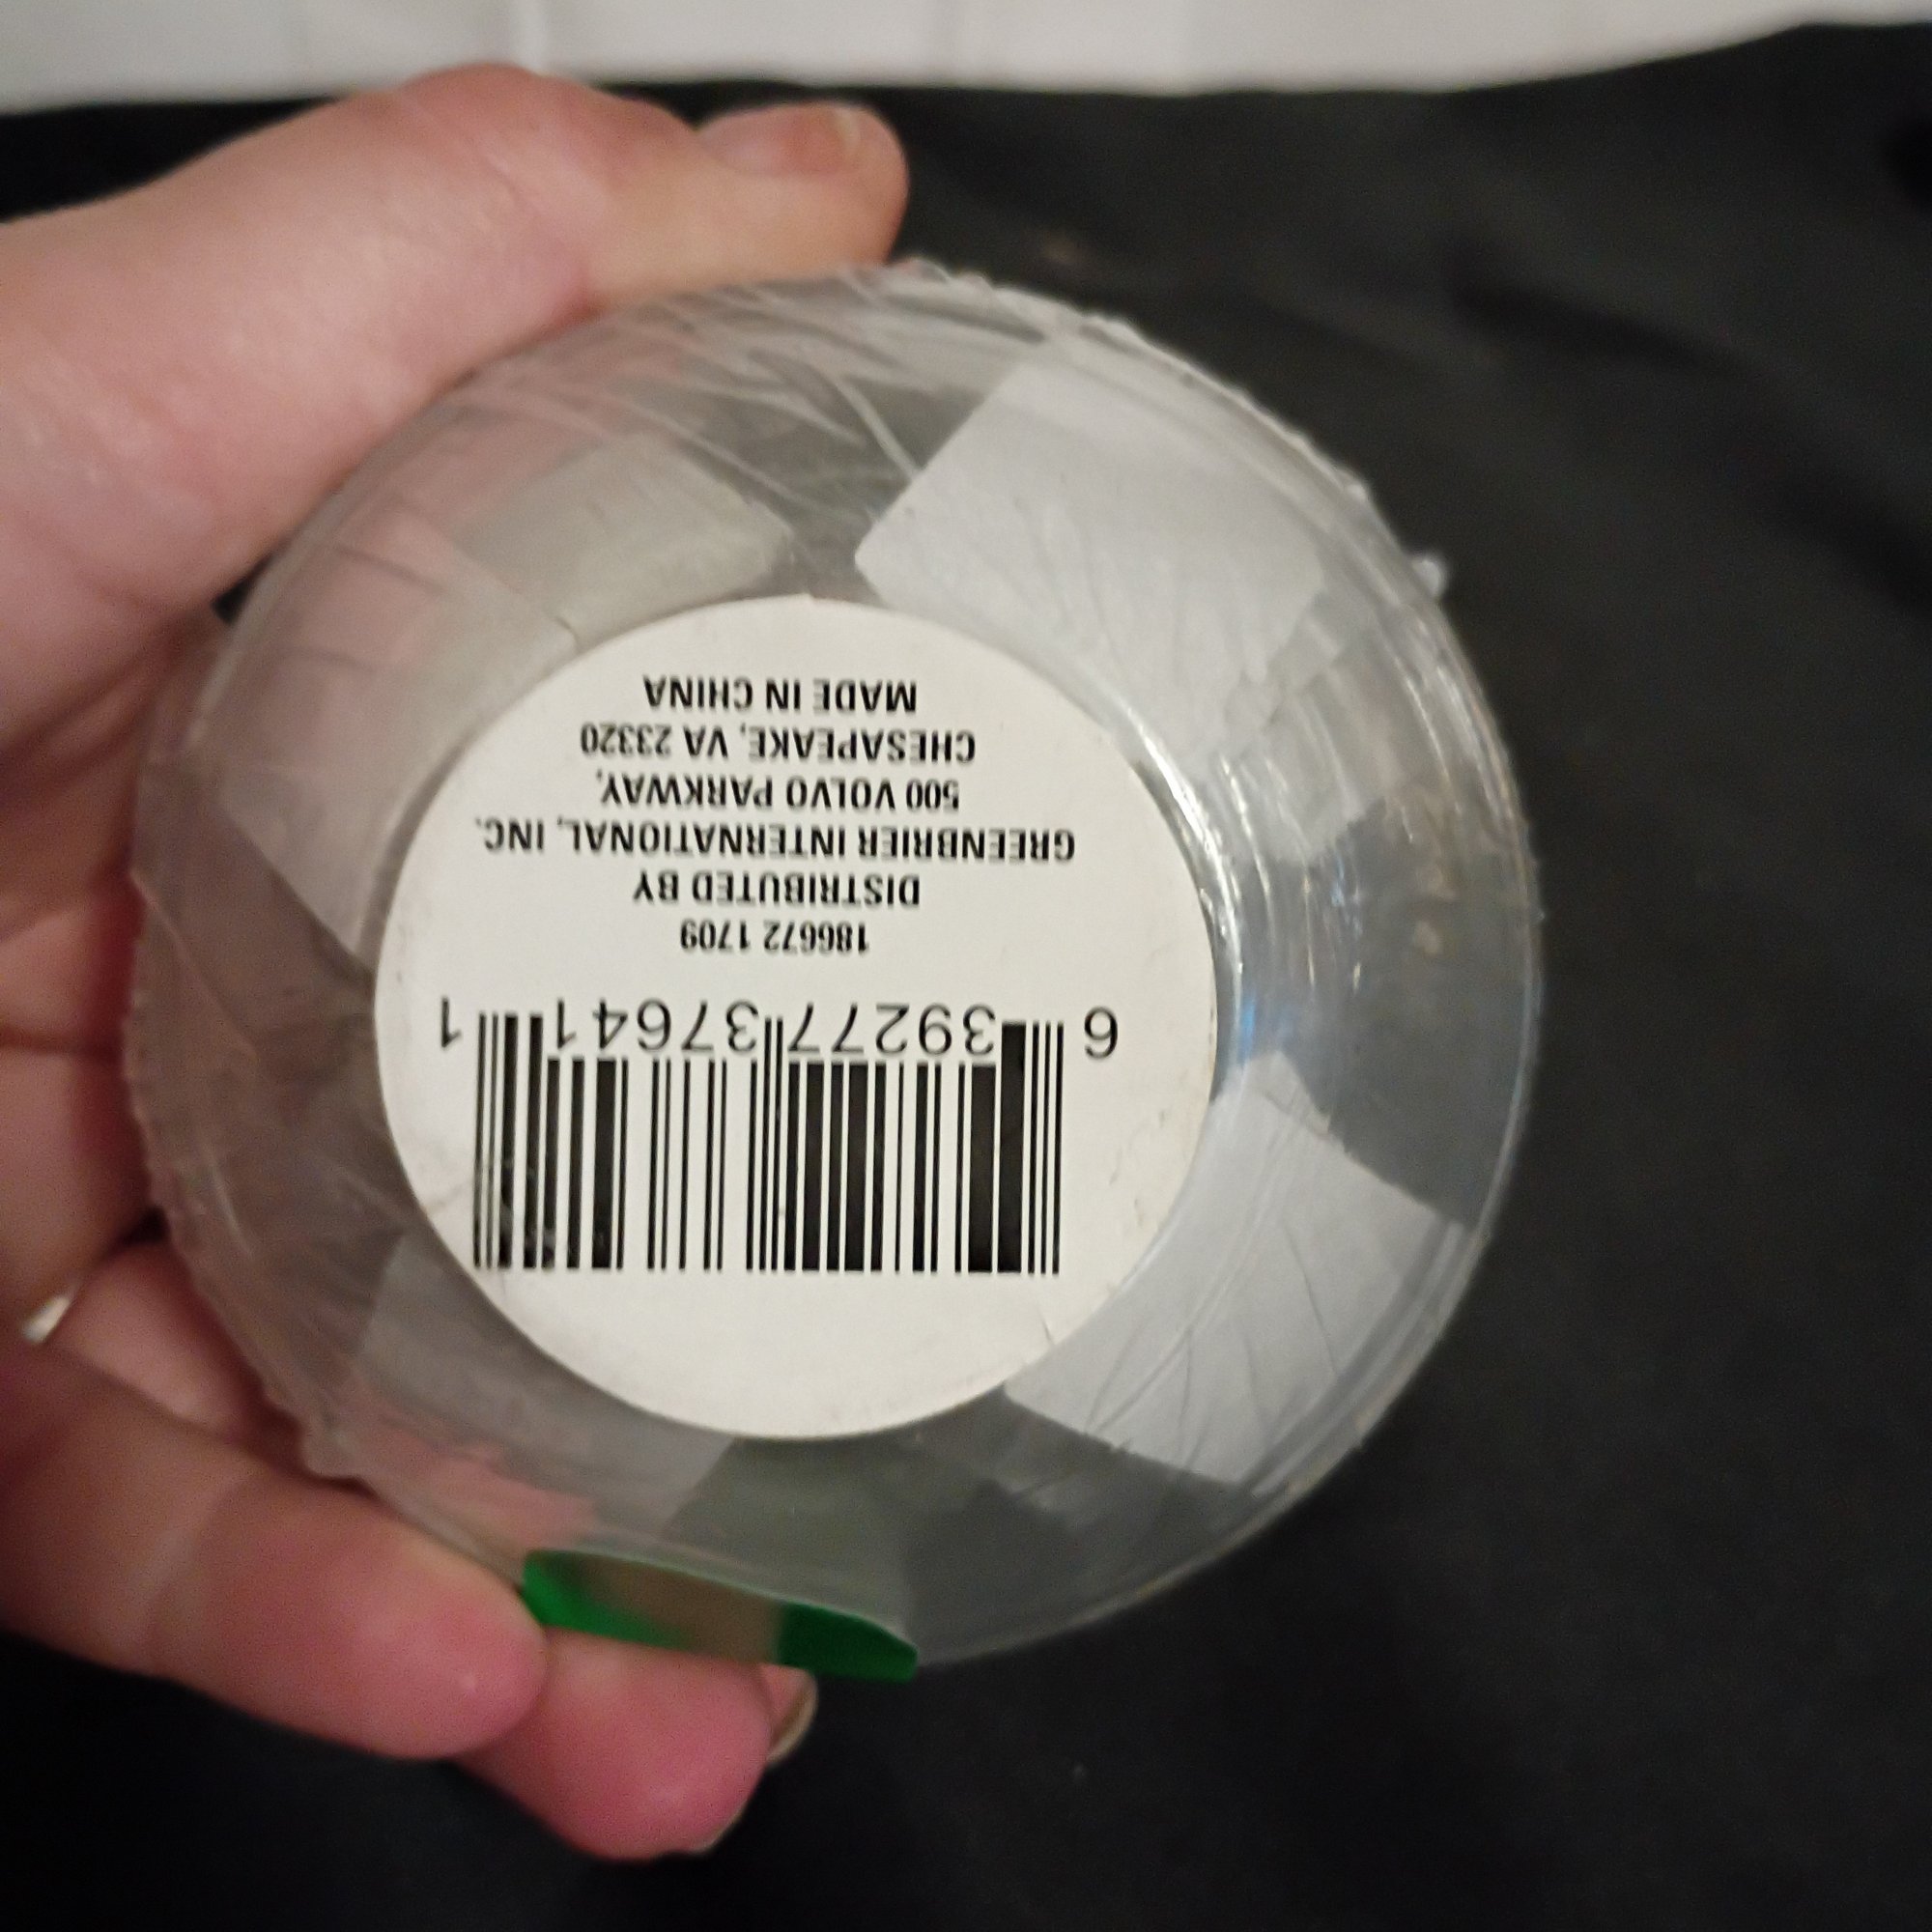 6 39277 37641 1
186672 1709
DISTRIBUTED BY
GREENBRIER INTERNATIONAL, INC.
500 VOLVO PARKWAY,
CHESAPEAKE, VA 23320
MADE IN CHINA